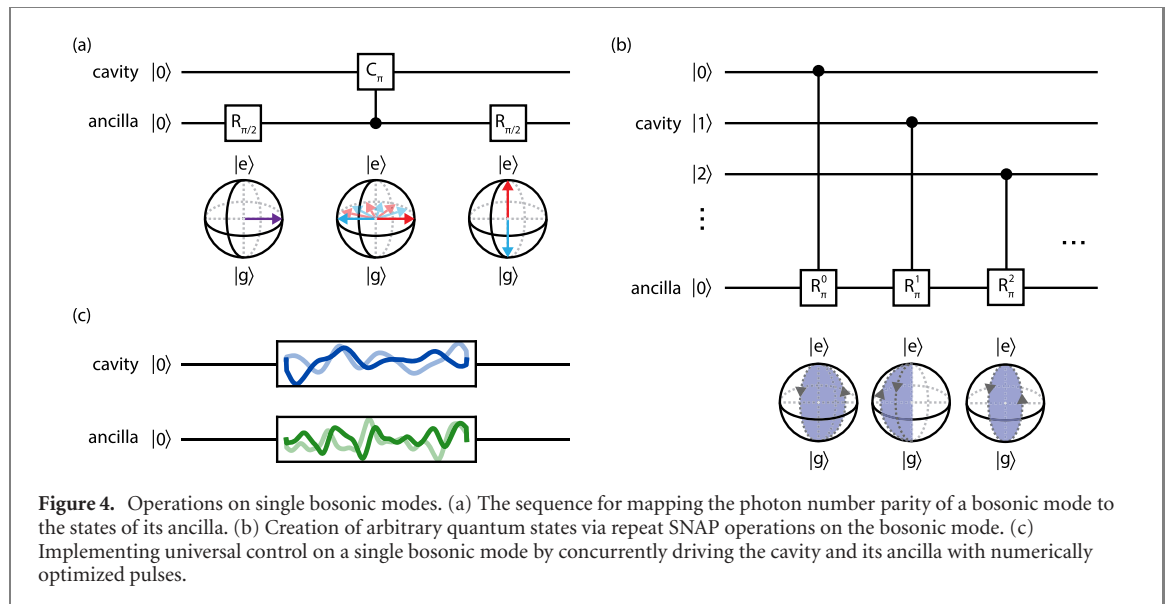 (a)
cavity |0⟩ C_π
ancilla |0⟩ R_π/2 R_π/2
|e⟩ |e⟩ |e⟩
|g⟩ |g⟩ |g⟩
(b)
|0⟩
cavity |1⟩
|2⟩
⋮
...
ancilla |0⟩ R_π^0 R_π^1 R_π^2
|e⟩ |e⟩ |e⟩
|g⟩ |g⟩ |g⟩
(c)
cavity |0⟩
ancilla |0⟩
Figure 4. Operations on single bosonic modes. (a) The sequence for mapping the photon number parity of a bosonic mode to
the states of its ancilla. (b) Creation of arbitrary quantum states via repeat SNAP operations on the bosonic mode. (c)
Implementing universal control on a single bosonic mode by concurrently driving the cavity and its ancilla with numerically
optimized pulses.